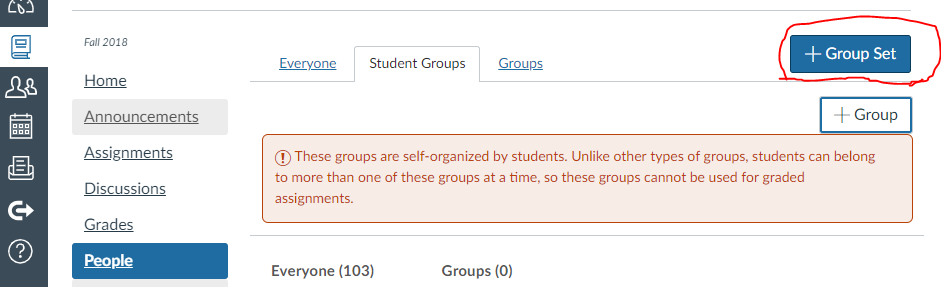 Fall 2018
Home
Announcements
Assignments
Discussions
Grades
People
Everyone
Student Groups
Groups
+ Group Set
+ Group
These groups are self-organized by students. Unlike other types of groups, students can belong
to more than one of these groups at a time, so these groups cannot be used for graded
assignments.
Everyone (103)
Groups (0)